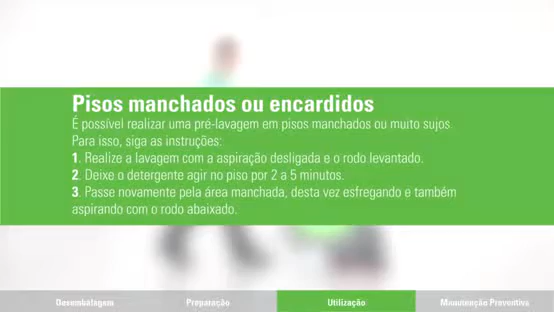 Pisos manchados ou encardidos
É possível realizar uma pré-lavagem em pisos manchados ou muito sujos.
Para isso, siga as instruções:
1. Realize a lavagem com a aspiração desligada e o rodo levantado.
2. Deixe o detergente agir no piso por 2 a 5 minutos.
3. Passe novamente pela área manchada, desta vez esfregando e também
aspirando com o rodo abaixado.
Desembalagem Preparação Utilização Manutenção Preventiva